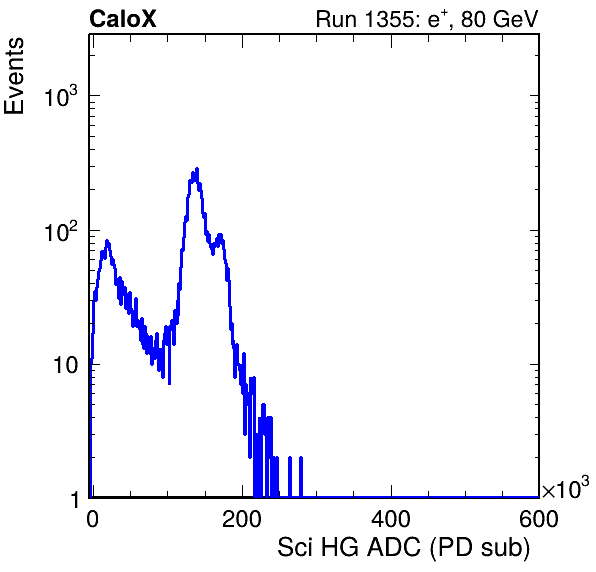 CaloX
Run 1355: e⁺, 80 GeV
Events
10³
10²
10
1
0
200
400
600
×10³
Sci HG ADC (PD sub)